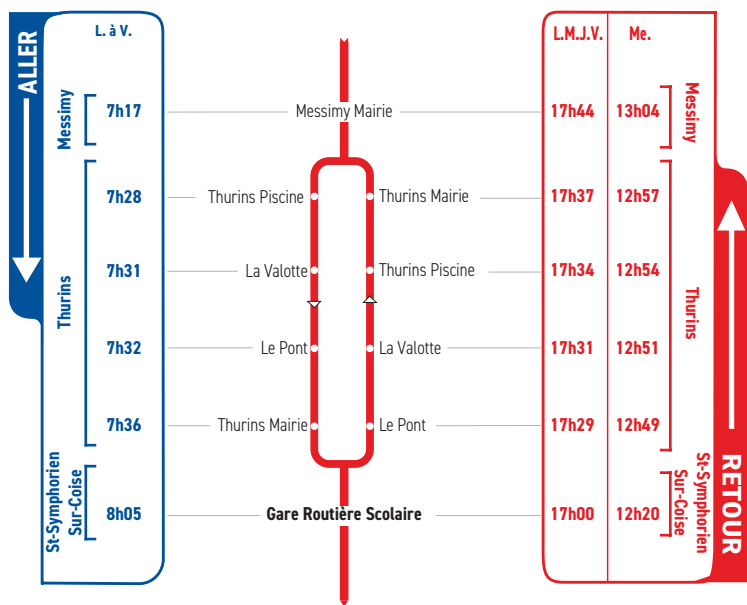 ALLER
L. à V.
L.M.J.V. Me.
Messimy
7h17 Messimy Mairie 17h44 13h04
Messimy
Thurins
7h28 Thurins Piscine Thurins Mairie 17h37 12h57
7h31 La Valotte Thurins Piscine 17h34 12h54
7h32 Le Pont La Valotte 17h31 12h51
7h36 Thurins Mairie Le Pont 17h29 12h49
Thurins
St-Symphorien
Sur-Coise
8h05 Gare Routière Scolaire 17h00 12h20
St-Symphorien
Sur-Coise
RETOUR